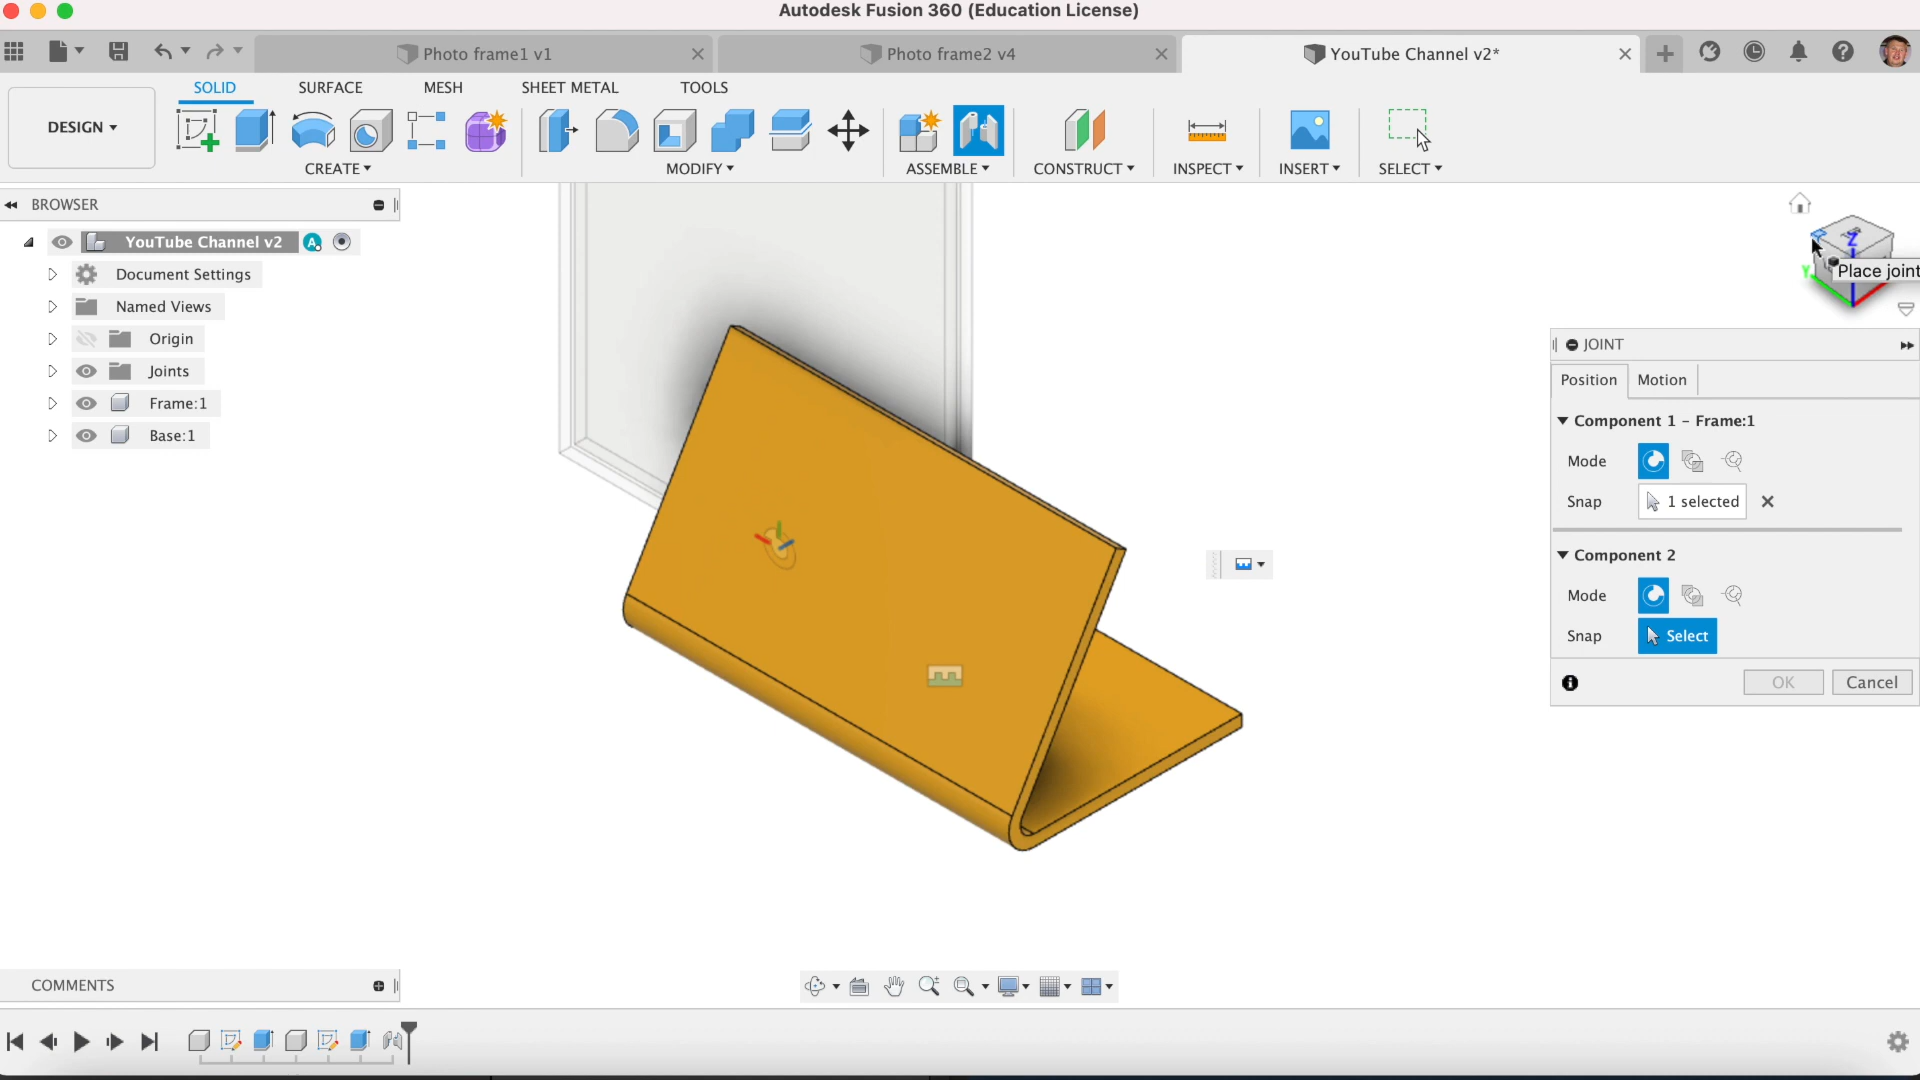 Autodesk Fusion 360 (Education License)
Photo frame1 v1
Photo frame2 v4
YouTube Channel v2*
SOLID
SURFACE
MESH
SHEET METAL
TOOLS
DESIGN
CREATE
MODIFY
ASSEMBLE
CONSTRUCT
INSPECT
INSERT
SELECT
BROWSER
YouTube Channel v2
A
Document Settings
Named Views
Origin
Joints
Frame:1
Base:1
Z
Y
Place joint
JOINT
Position
Motion
Component 1 - Frame:1
Mode
Snap
1 selected
Component 2
Mode
Snap
Select
OK
Cancel
COMMENTS